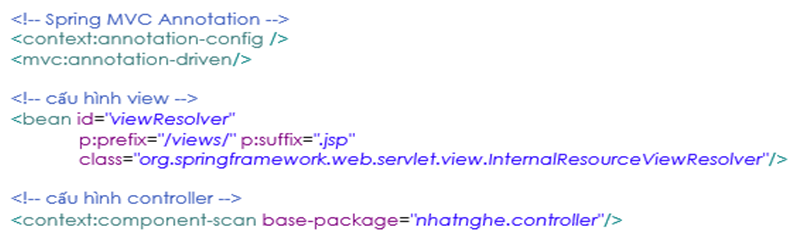 <!-- Spring MVC Annotation -->
<context:annotation-config />
<mvc:annotation-driven/>
<!-- cấu hình view -->
<bean id="viewResolver"
p:prefix="/views/" p:suffix=".jsp"
class="org.springframework.web.servlet.view.InternalResourceViewResolver"/>
<!-- cấu hình controller -->
<context:component-scan base-package="nhatnghe.controller"/>